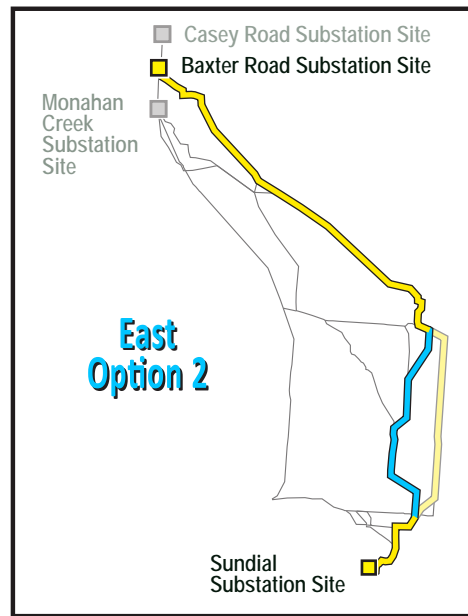 Casey Road Substation Site
Baxter Road Substation Site
Monahan
Creek
Substation
Site
East
Option 2
Sundial
Substation Site